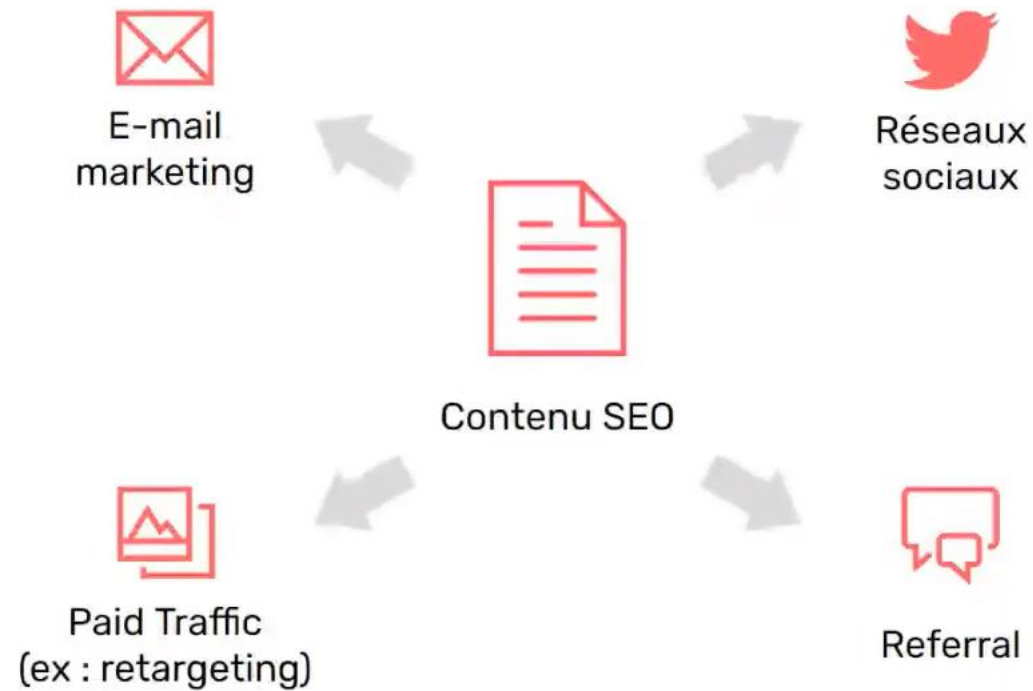 E-mail
marketing
Réseaux
sociaux
Contenu SEO
Paid Traffic
(ex : retargeting)
Referral